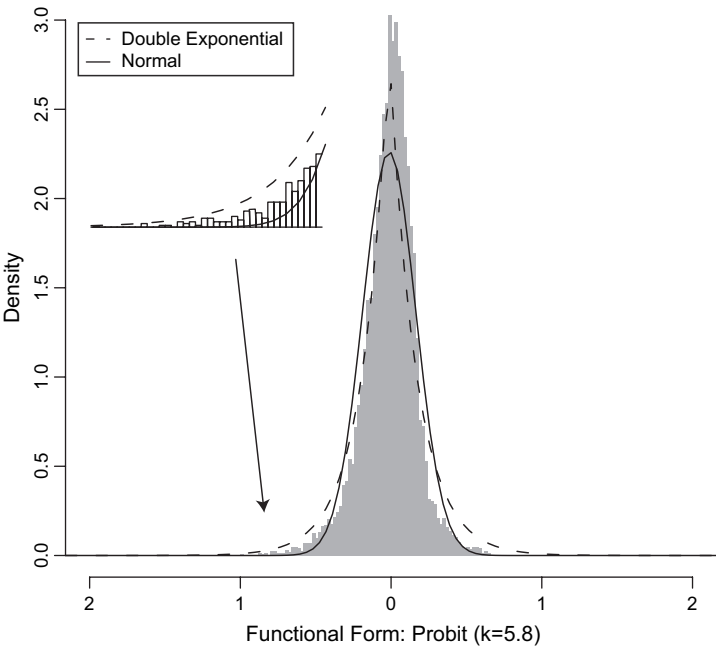 Double Exponential
Normal
3.0
2.5
2.0
1.5
1.0
0.5
0.0
Density
2 1 0 1 2
Functional Form: Probit (k=5.8)